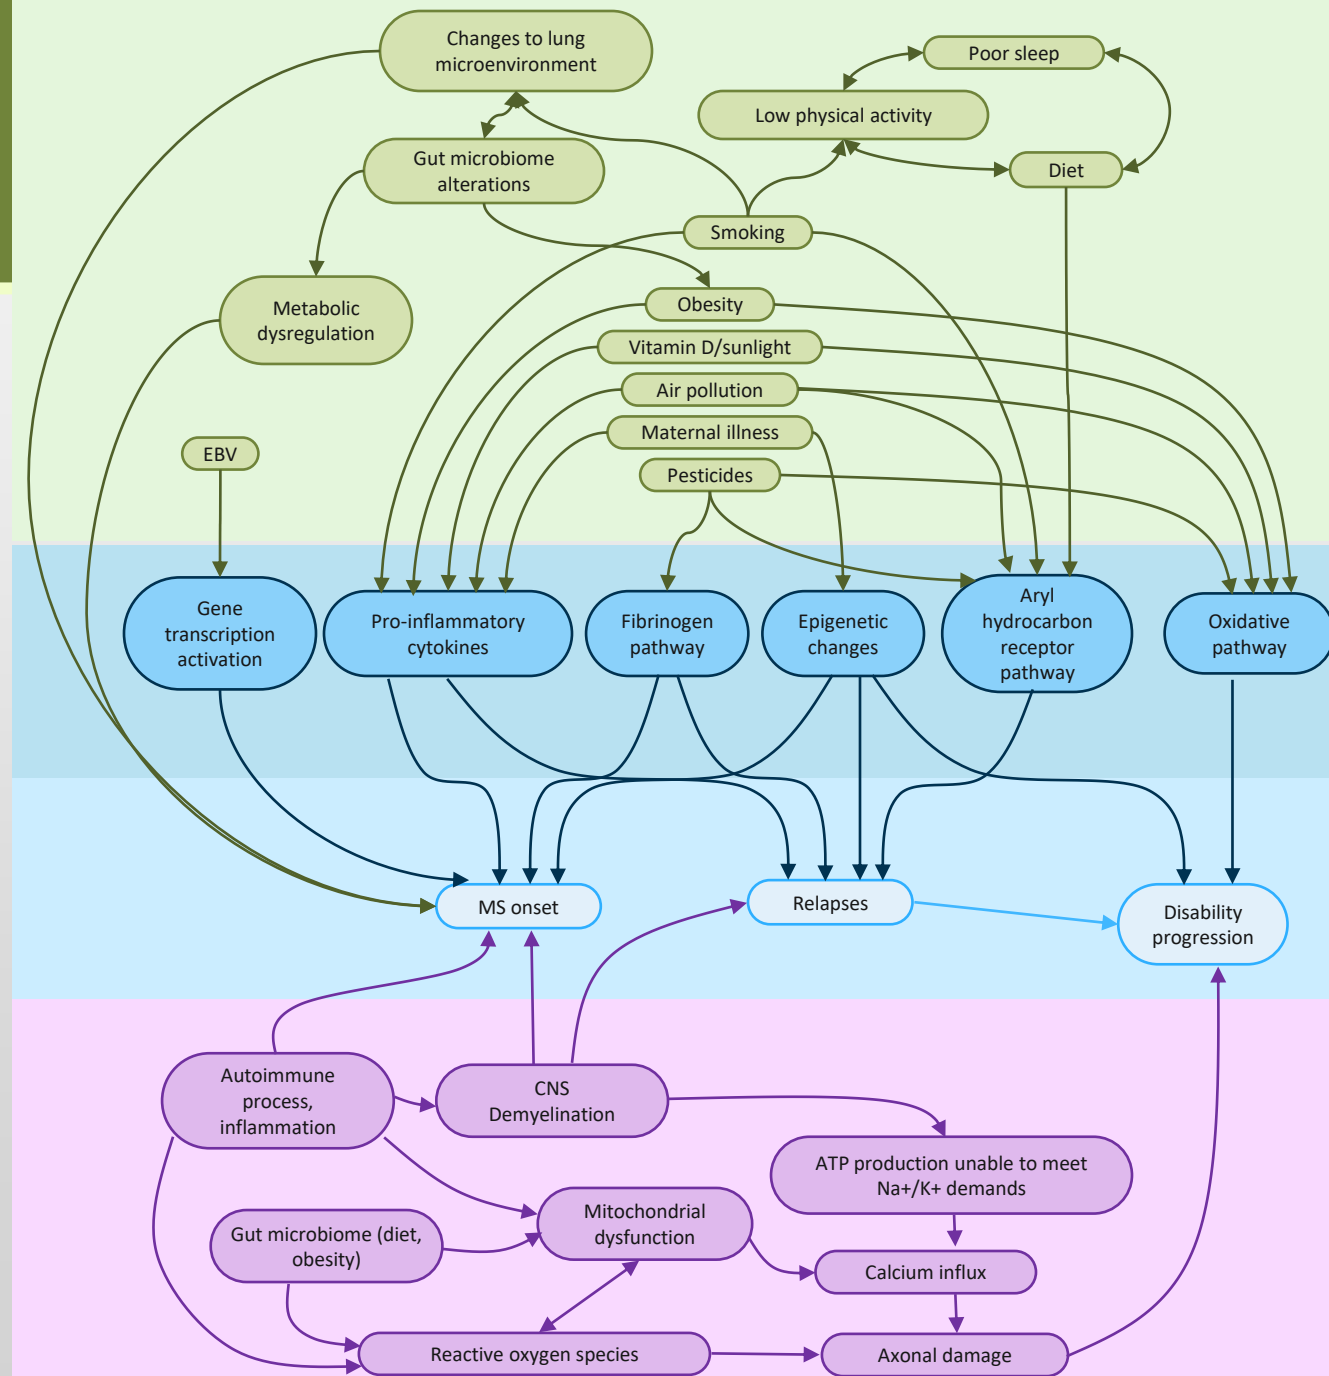 Changes to lung
microenvironment
Poor sleep
Low physical activity
Gut microbiome
alterations
Diet
Smoking
Metabolic
dysregulation
Obesity
Vitamin D/sunlight
Air pollution
Maternal illness
EBV
Pesticides
Gene
transcription
activation
Pro-inflammatory
cytokines
Fibrinogen
pathway
Epigenetic
changes
Aryl
hydrocarbon
receptor
pathway
Oxidative
pathway
MS onset
Relapses
Disability
progression
Autoimmune
process,
inflammation
CNS
Demyelination
ATP production unable to meet
Na+/K+ demands
Mitochondrial
dysfunction
Gut microbiome (diet,
obesity)
Calcium influx
Reactive oxygen species
Axonal damage